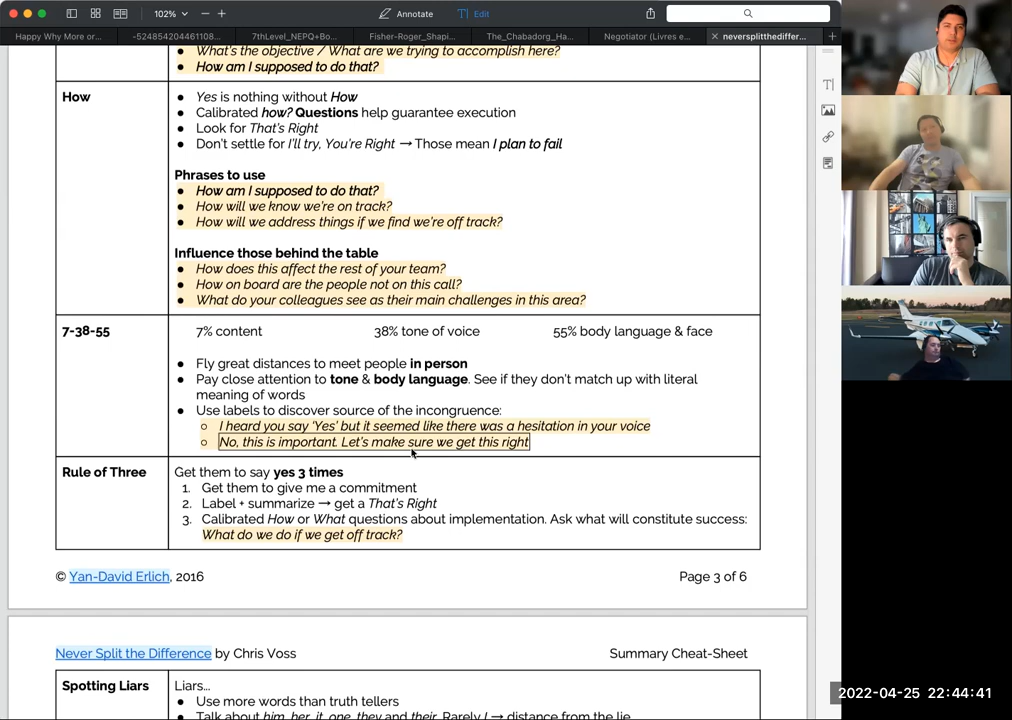 102%
Annotate
Edit
Happy Why More or...
-524854204461108...
7thLevel_NEPQ+Bo...
Fisher-Roger_Shapi...
The_Chabadorg_Ha...
Negotiator (Livres e...
neversplitthediffer...
What's the objective / What are we trying to accomplish here?
How am I supposed to do that?
How
Yes is nothing without How
Calibrated how? Questions help guarantee execution
Look for That's Right
Don't settle for I'll try, You're Right → Those mean I plan to fail
Phrases to use
How am I supposed to do that?
How will we know we're on track?
How will we address things if we find we're off track?
Influence those behind the table
How does this affect the rest of your team?
How on board are the people not on this call?
What do your colleagues see as their main challenges in this area?
7-38-55
7% content 38% tone of voice 55% body language & face
Fly great distances to meet people in person
Pay close attention to tone & body language. See if they don't match up with literal
meaning of words
Use labels to discover source of the incongruence:
I heard you say 'Yes' but it seemed like there was a hesitation in your voice
No, this is important. Let's make sure we get this right
Rule of Three
Get them to say yes 3 times
1. Get them to give me a commitment
2. Label + summarize → get a That's Right
3. Calibrated How or What questions about implementation. Ask what will constitute success:
What do we do if we get off track?
© Yan-David Erlich, 2016 Page 3 of 6
Never Split the Difference by Chris Voss Summary Cheat-Sheet
Spotting Liars
Liars...
Use more words than truth tellers
Talk about him, her, it, one, they and their. Rarely I → distance from the lie
2022-04-25 22:44:41